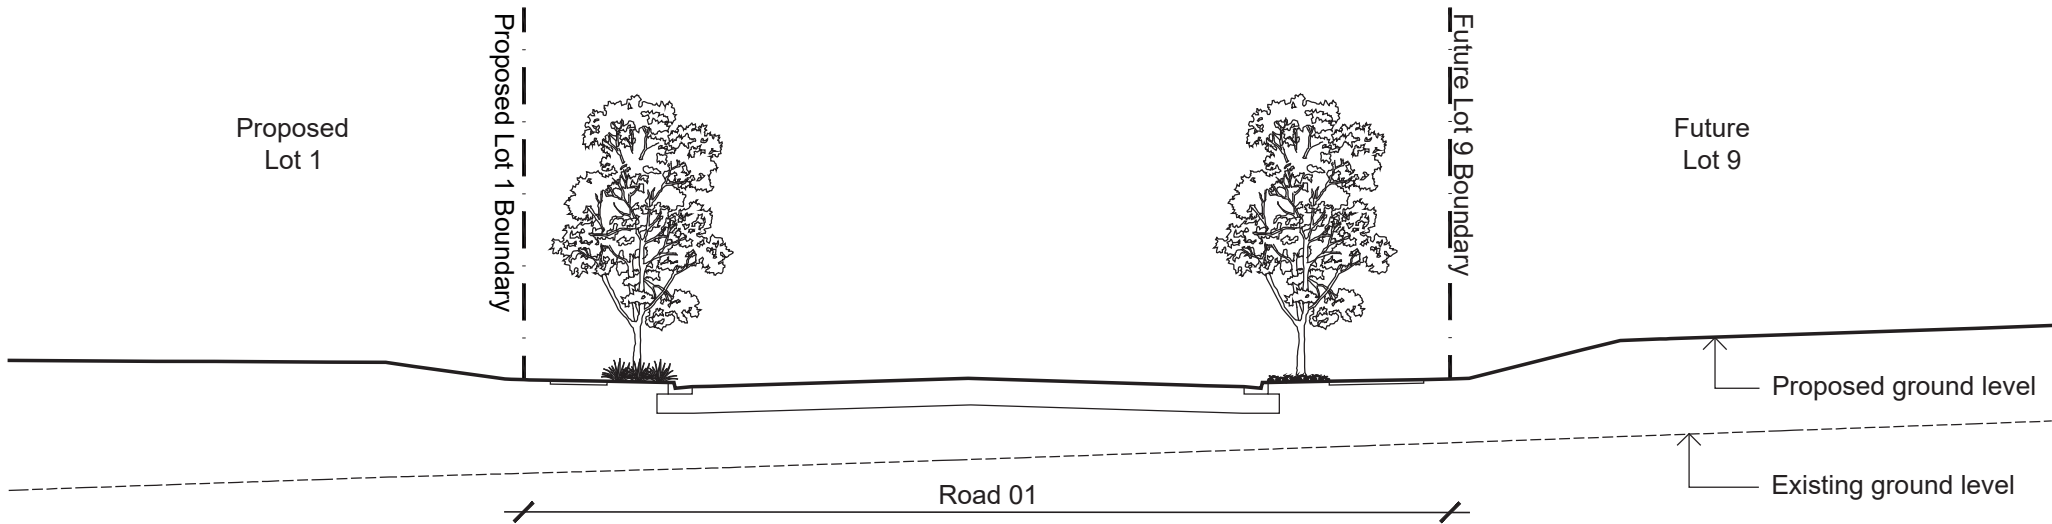 Proposed Lot 1 Boundary
Future Lot 9 Boundary
Proposed
Lot 1
Future
Lot 9
Proposed ground level
Existing ground level
Road 01